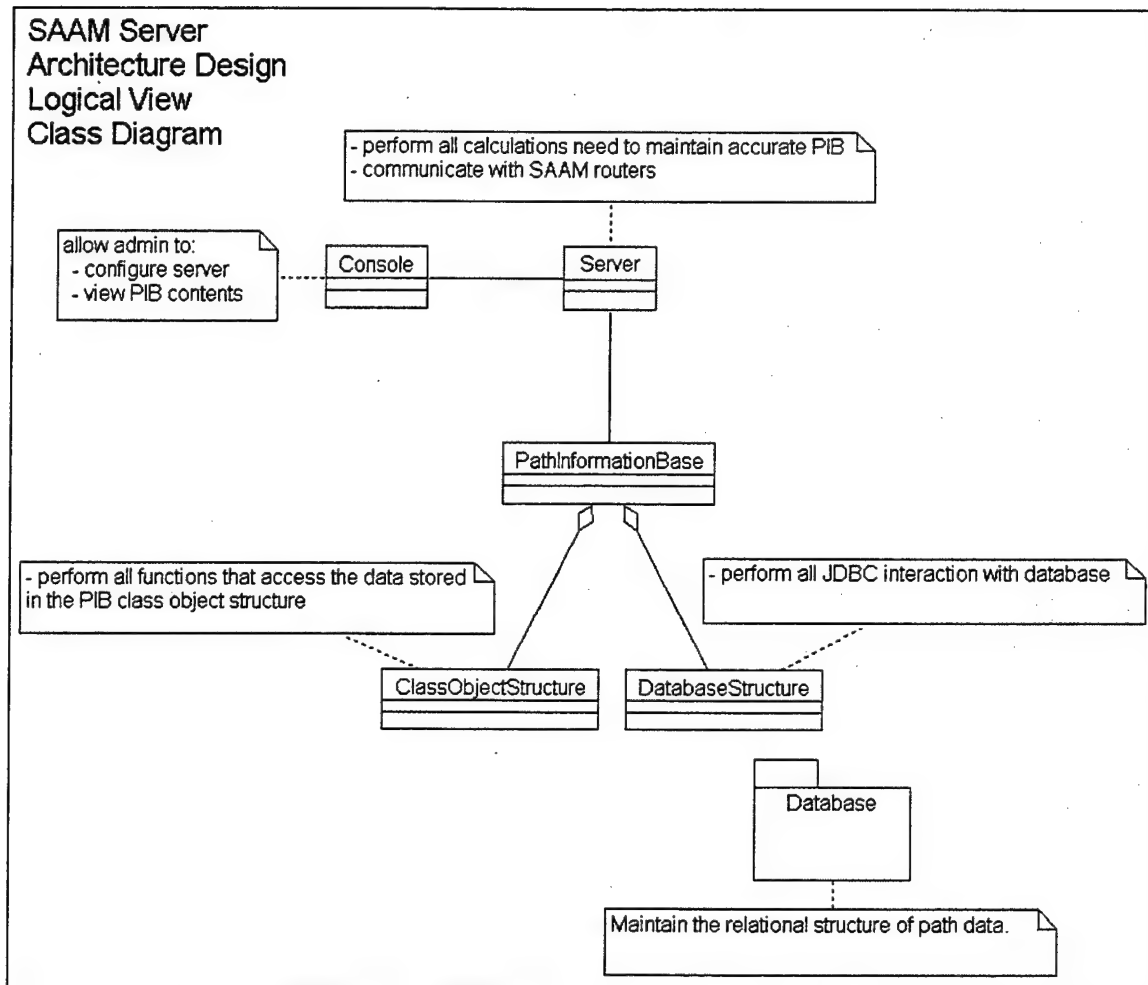 SAAM Server
Architecture Design
Logical View
Class Diagram
- perform all calculations need to maintain accurate PIB
- communicate with SAAM routers
allow admin to:
- configure server
- view PIB contents
Console
Server
PathInformationBase
- perform all functions that access the data stored
in the PIB class object structure
- perform all JDBC interaction with database
ClassObjectStructure
DatabaseStructure
Database
Maintain the relational structure of path data.